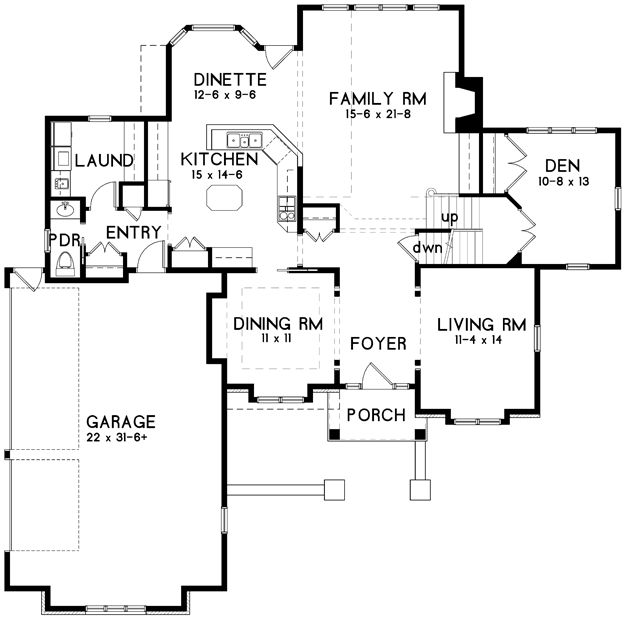 DINETTE
12-6 x 9-6
FAMILY RM
15-6 x 21-8
LAUND
KITCHEN
15 x 14-6
DEN
10-8 x 13
PDR
ENTRY
up
dwn
DINING RM
11 x 11
FOYER
LIVING RM
11-4 x 14
PORCH
GARAGE
22 x 31-6+